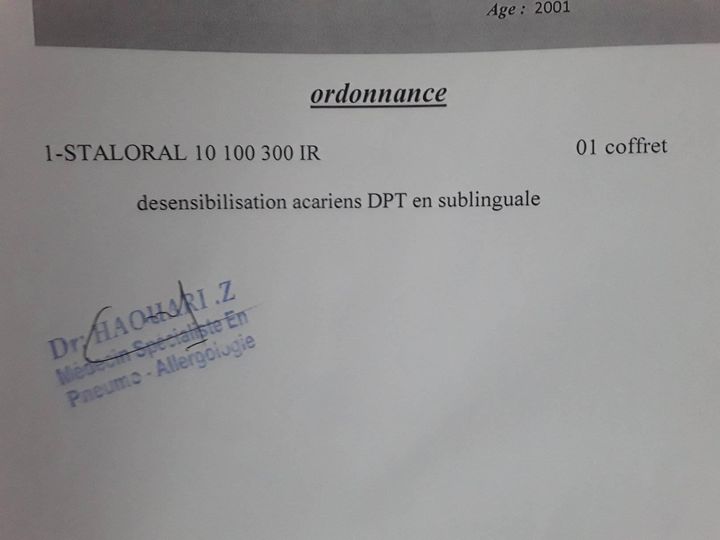 Age : 2001
ordonnance
1-STALORAL 10 100 300 IR 01 coffret
desensibilisation acariens DPT en sublinguale
Dr: HAOUARI .Z
Médecin Spécialiste En
Pneumo - Allergologie